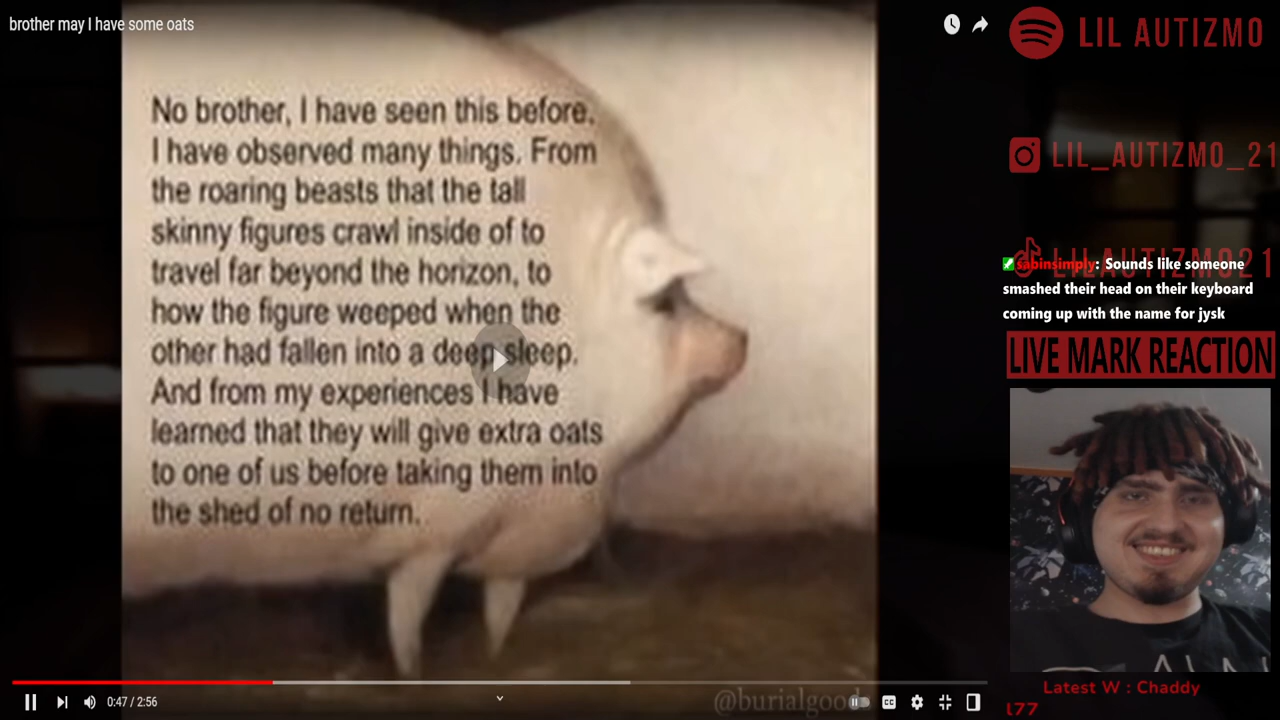 brother may I have some oats
No brother, I have seen this before.
I have observed many things. From
the roaring beasts that the tall
skinny figures crawl inside of to
travel far beyond the horizon, to
how the figure weeped when the
other had fallen into a deep sleep.
And from my experiences I have
learned that they will give extra oats
to one of us before taking them into
the shed of no return.
0:47 / 2:56
CC
LIL AUTIZMO
LIL_AUTIZMO_21
LILAUTIZMO21
sabinsimply: Sounds like someone
smashed their head on their keyboard
coming up with the name for jysk
LIVE MARK REACTION
Latest W : Chaddy
l77